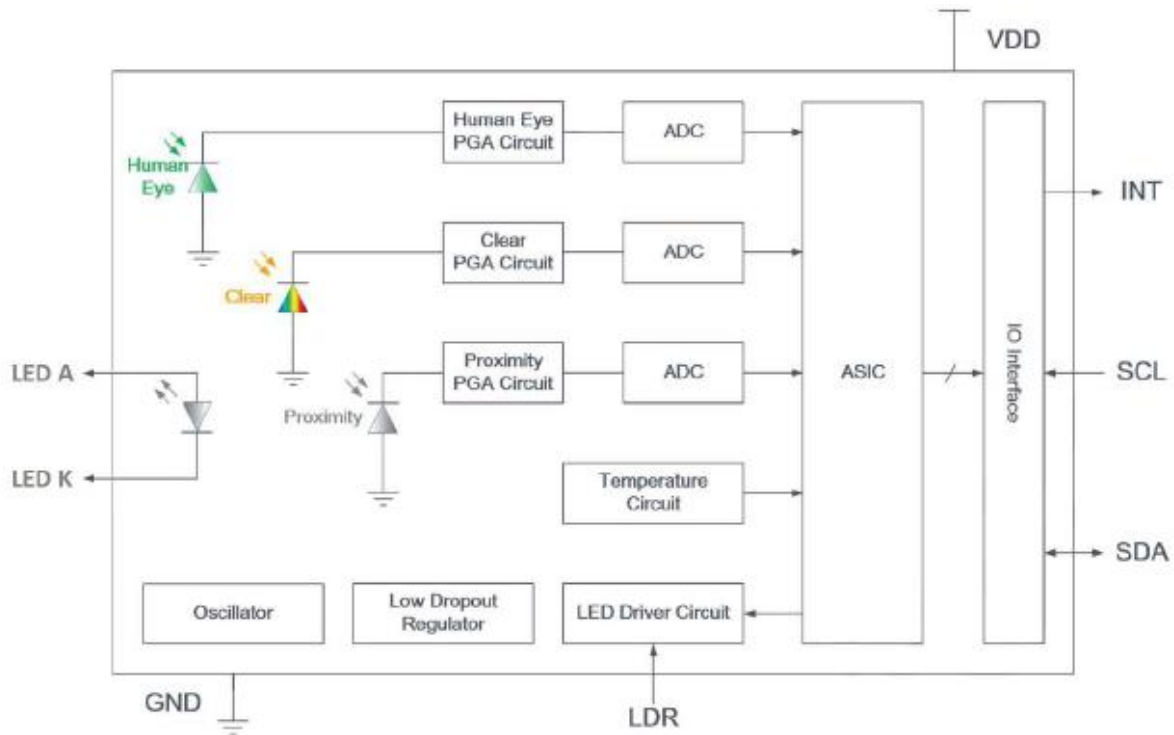 VDD
Human Eye
PGA Circuit
ADC
Human
Eye
INT
Clear
PGA Circuit
ADC
Clear
LED A
Proximity
PGA Circuit
ADC
ASIC
IO Interface
SCL
Proximity
LED K
Temperature
Circuit
SDA
Oscillator
Low Dropout
Regulator
LED Driver Circuit
GND
LDR